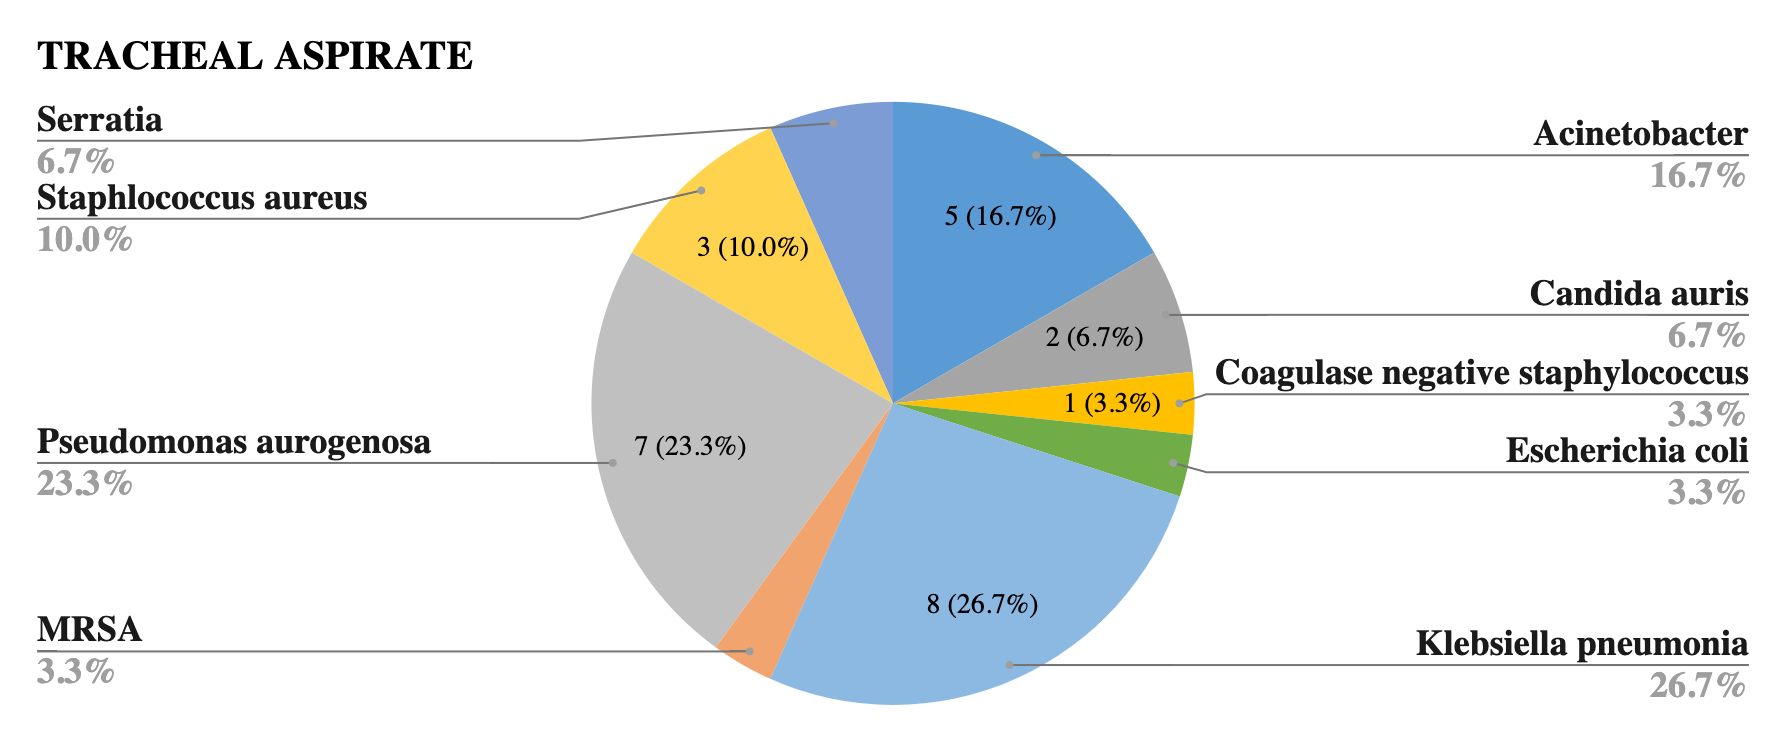 TRACHEAL ASPIRATE
Serratia
6.7%
Staphlococcus aureus
10.0%
Pseudomonas aurogenosa
23.3%
MRSA
3.3%
5 (16.7%)
2 (6.7%)
1 (3.3%)
8 (26.7%)
7 (23.3%)
3 (10.0%)
Acinetobacter
16.7%
Candida auris
6.7%
Coagulase negative staphylococcus
3.3%
Escherichia coli
3.3%
Klebsiella pneumonia
26.7%